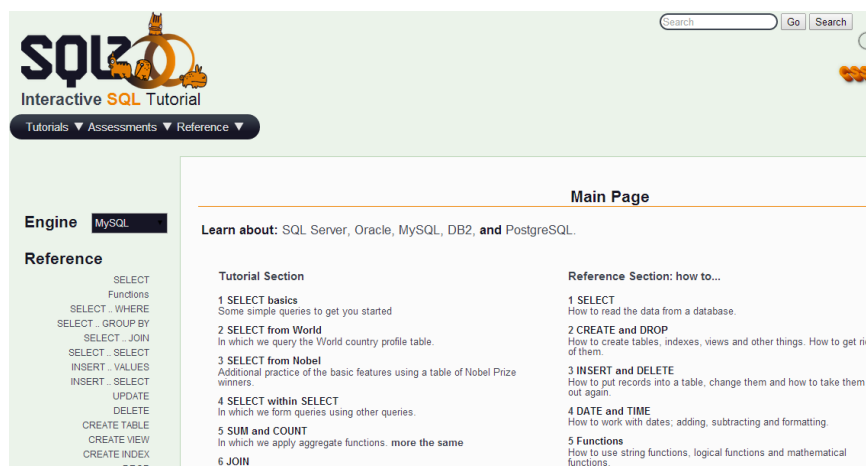 Search
Go
Search
SQLZOO
Interactive SQL Tutorial
Tutorials ▼ Assessments ▼ Reference ▼
Main Page
Engine MySQL
Learn about: SQL Server, Oracle, MySQL, DB2, and PostgreSQL.
Reference
SELECT
Functions
SELECT .. WHERE
SELECT .. GROUP BY
SELECT .. JOIN
SELECT .. SELECT
INSERT .. VALUES
INSERT .. SELECT
UPDATE
DELETE
CREATE TABLE
CREATE VIEW
CREATE INDEX
DROP
Tutorial Section
1 SELECT basics
Some simple queries to get you started
2 SELECT from World
In which we query the World country profile table.
3 SELECT from Nobel
Additional practice of the basic features using a table of Nobel Prize
winners.
4 SELECT within SELECT
In which we form queries using other queries.
5 SUM and COUNT
In which we apply aggregate functions. more the same
6 JOIN
Reference Section: how to...
1 SELECT
How to read the data from a database.
2 CREATE and DROP
How to create tables, indexes, views and other things. How to get
of them.
3 INSERT and DELETE
How to put records into a table, change them and how to take them
out again.
4 DATE and TIME
How to work with dates; adding, subtracting and formatting.
5 Functions
How to use string functions, logical functions and mathematical
functions.